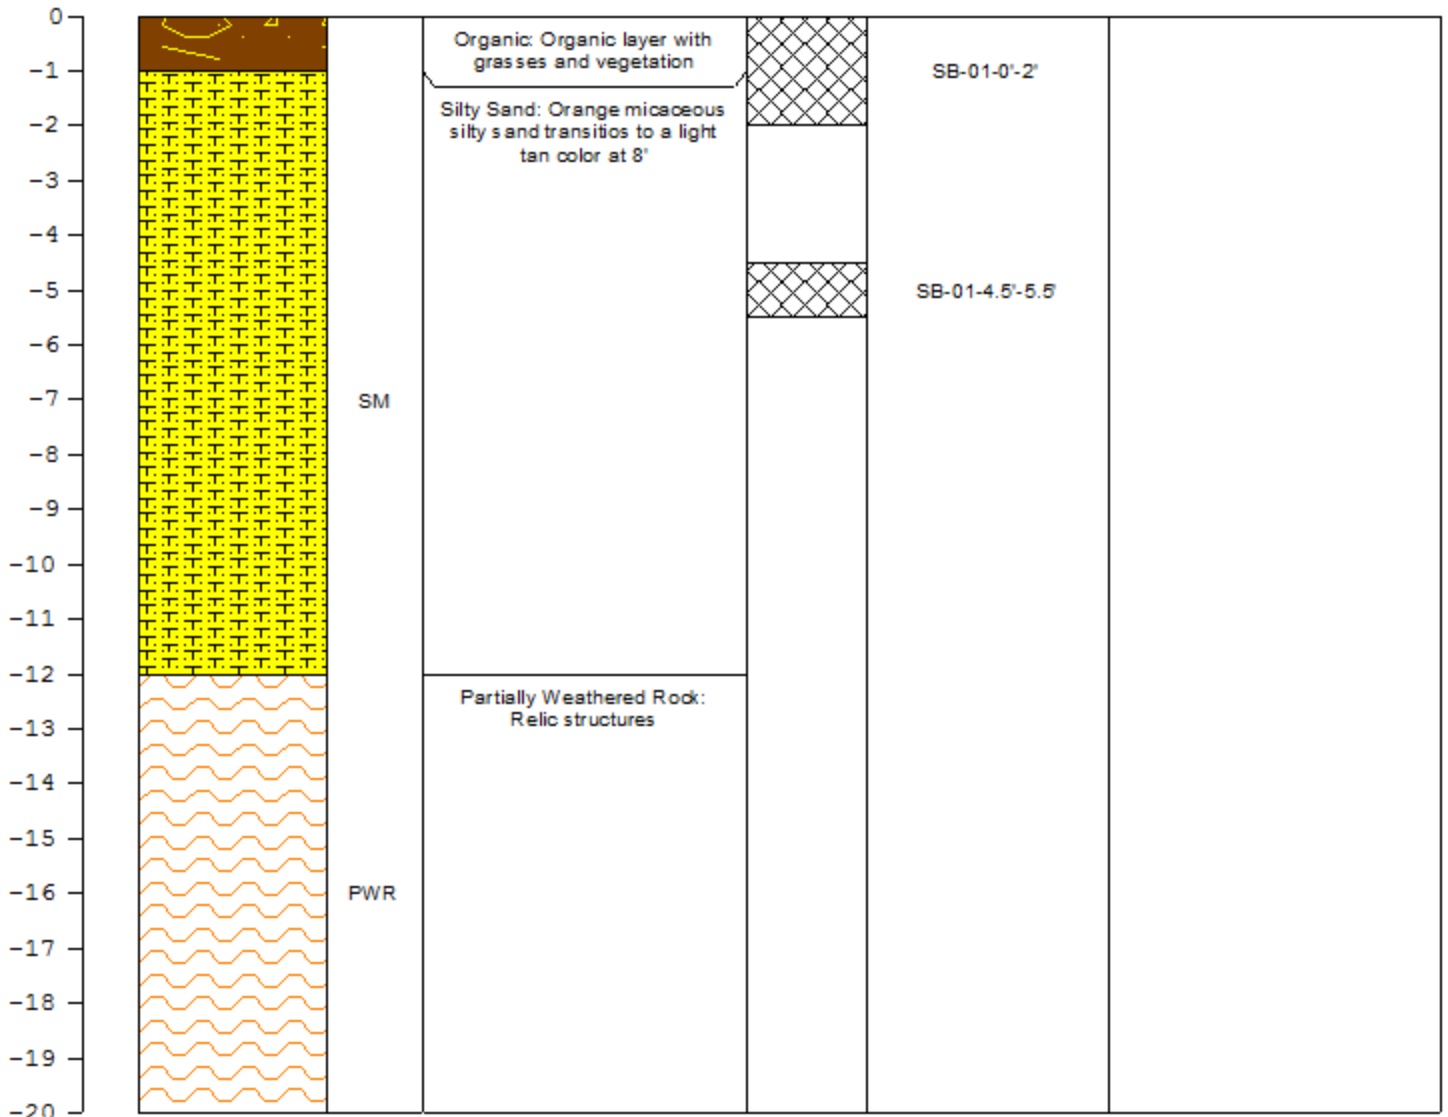 0
Organic: Organic layer with
grasses and vegetation
-1
SB-01-0'-2'
Silty Sand: Orange micaceous
-2
silty sand transitios to a light
tan color at 8'
-3
-4
-5
SB-01-4.5'-5.5'
-6
-7
SM
-8
-9
-10
-11
-12
Partially Weathered Rock:
Relic structures
-13
-14
-15
-16
PWR
-17
-18
-19
-20